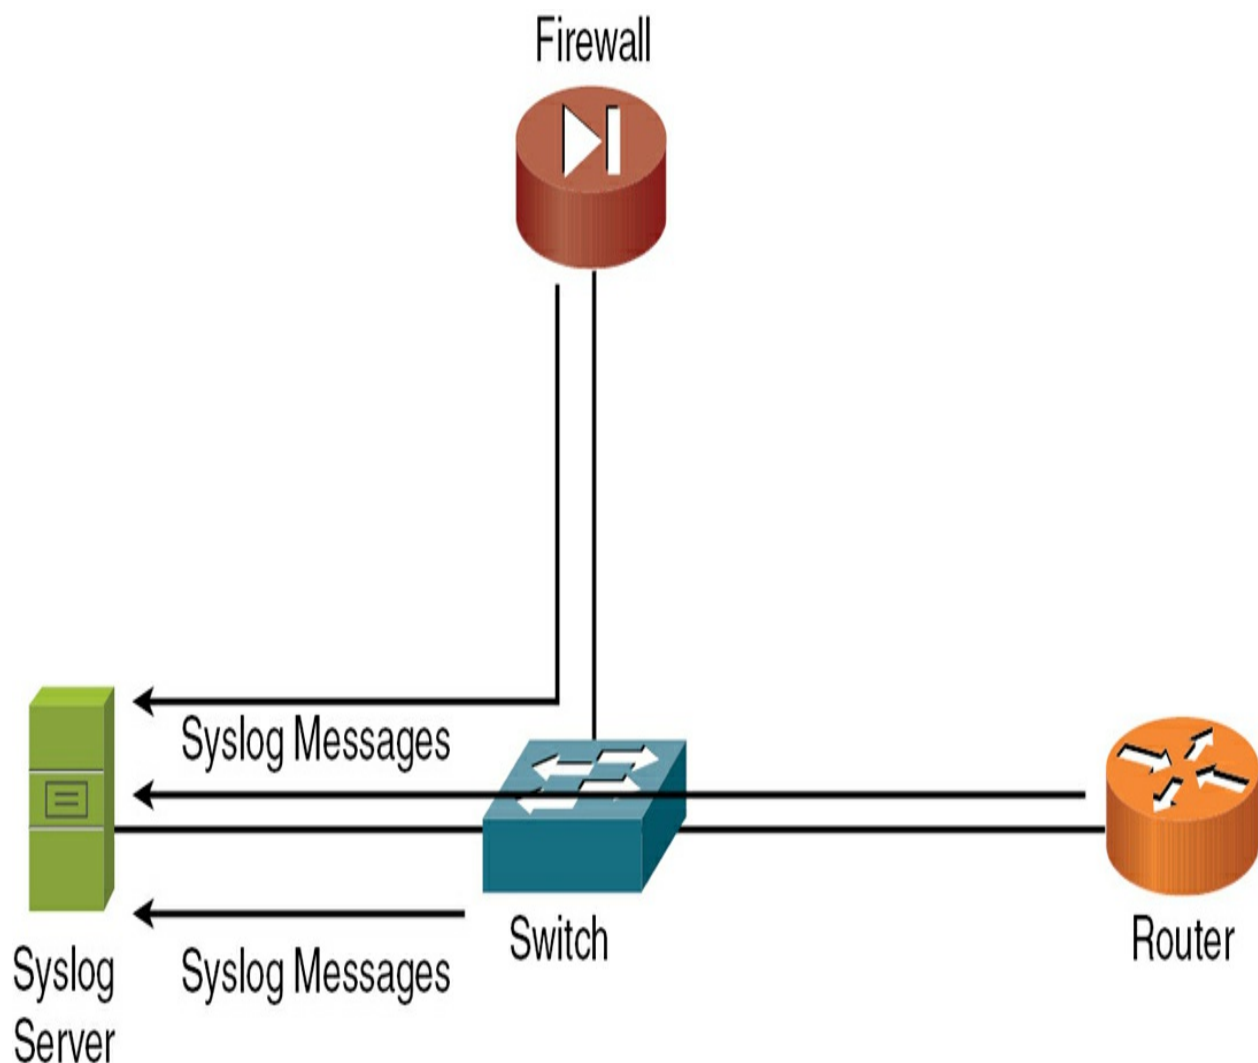 Firewall
Syslog Messages
Switch
Router
Syslog Messages
Syslog
Server